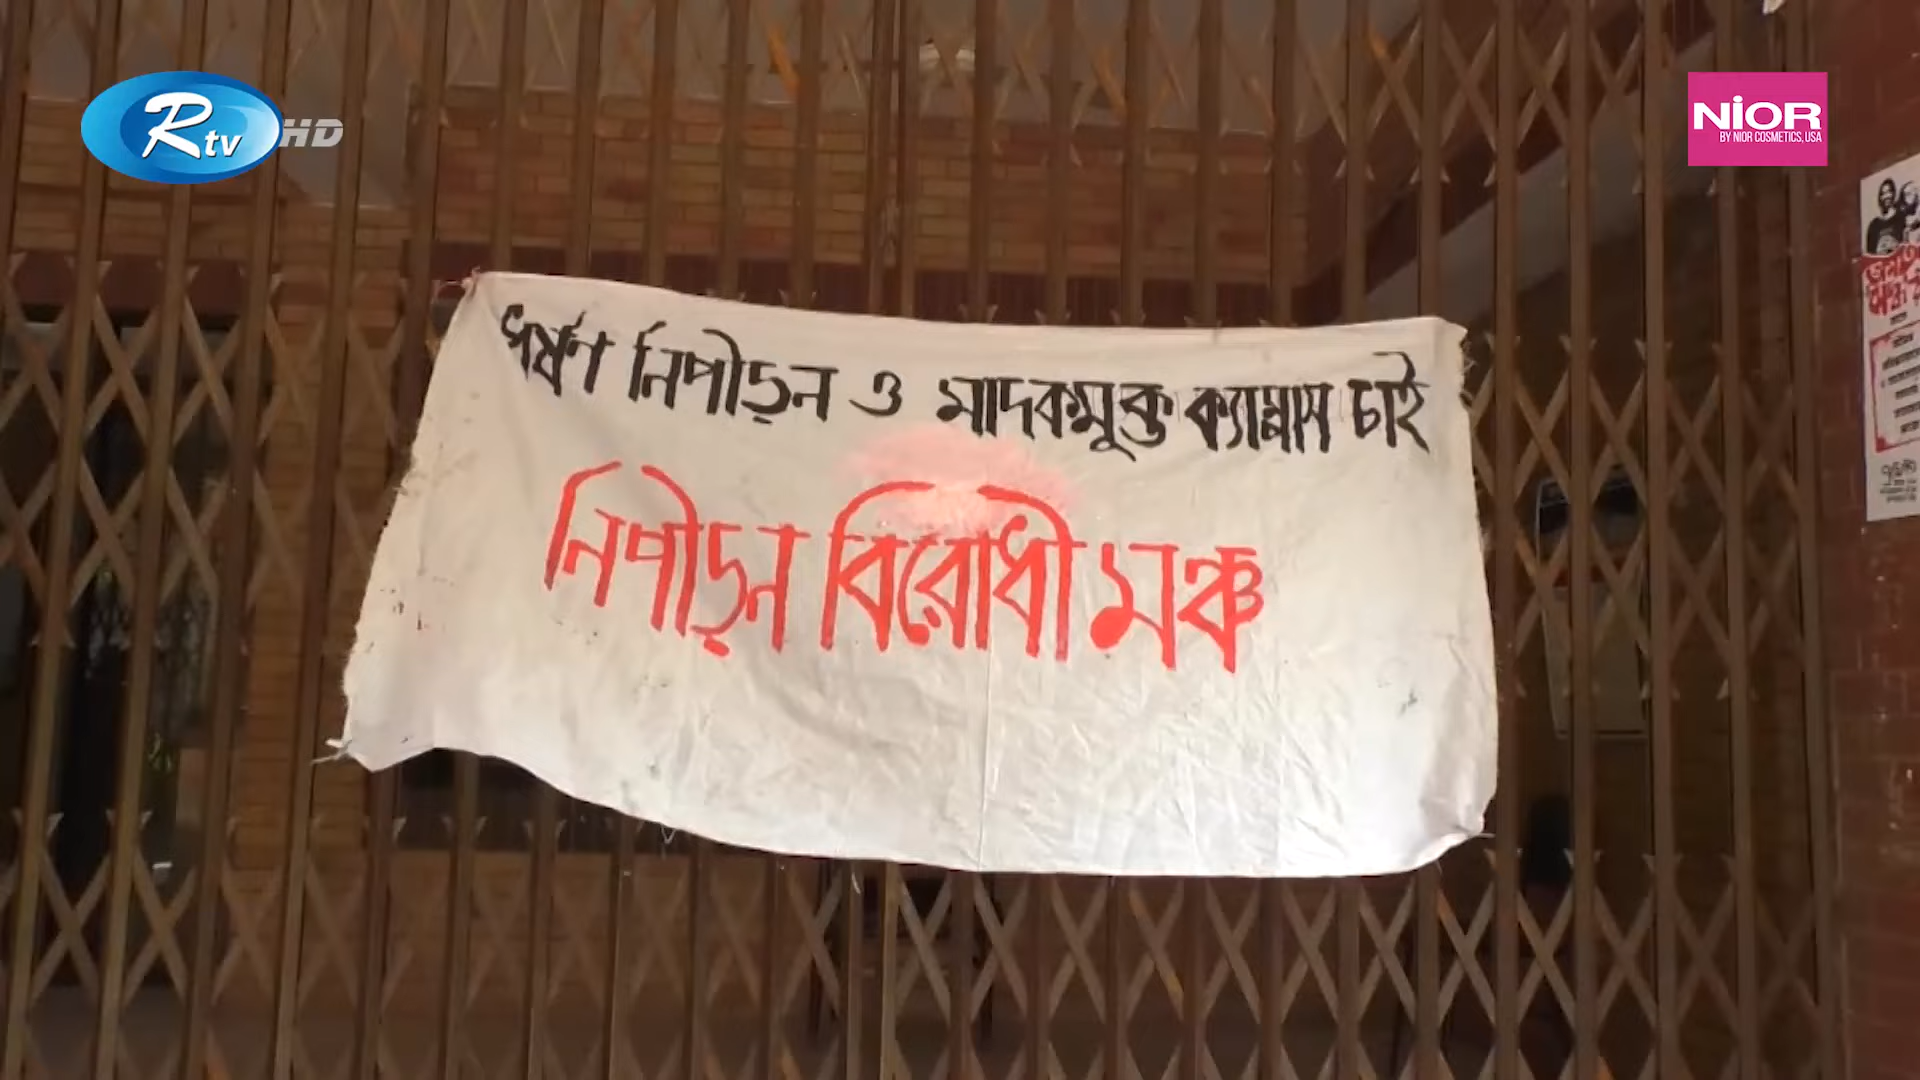 Rtv HD
NiOR
BY NIOR COSMETICS, USA
ধর্ষণ নিপীড়ন ও মাদকমুক্ত ক্যাম্পাস চাই
নিপীড়ন বিরোধী মঞ্চ